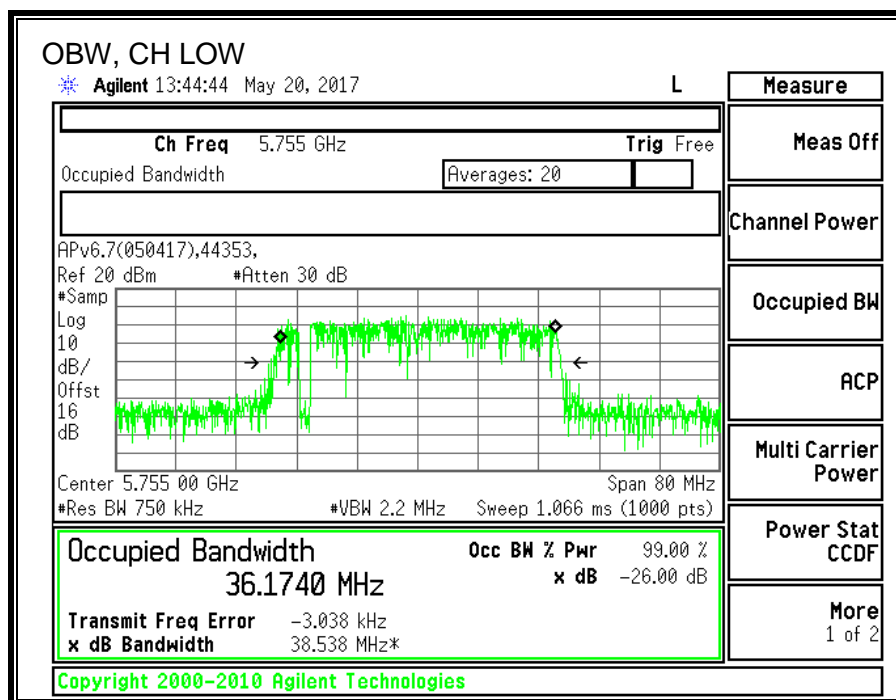 OBW, CH LOW
Agilent 13:44:44 May 20, 2017 L
Measure
Ch Freq 5.755 GHz Trig Free
Occupied Bandwidth Averages: 20
APv6.7(050417),44353,
Ref 20 dBm #Atten 30 dB
#Samp
Log
10
dB/
Offst
16
dB
Center 5.755 00 GHz Span 80 MHz
#Res BW 750 kHz #VBW 2.2 MHz Sweep 1.066 ms (1000 pts)
Occupied Bandwidth Occ BW % Pwr 99.00 %
36.1740 MHz x dB -26.00 dB
Transmit Freq Error -3.038 kHz
x dB Bandwidth 38.538 MHz*
Meas Off
Channel Power
Occupied BW
ACP
Multi Carrier
Power
Power Stat
CCDF
More
1 of 2
Copyright 2000-2010 Agilent Technologies